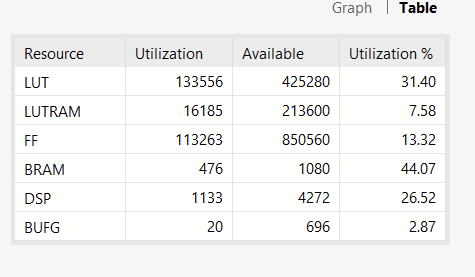 Graph | Table
Resource Utilization Available Utilization %
LUT 133556 425280 31.40
LUTRAM 16185 213600 7.58
FF 113263 850560 13.32
BRAM 476 1080 44.07
DSP 1133 4272 26.52
BUFG 20 696 2.87